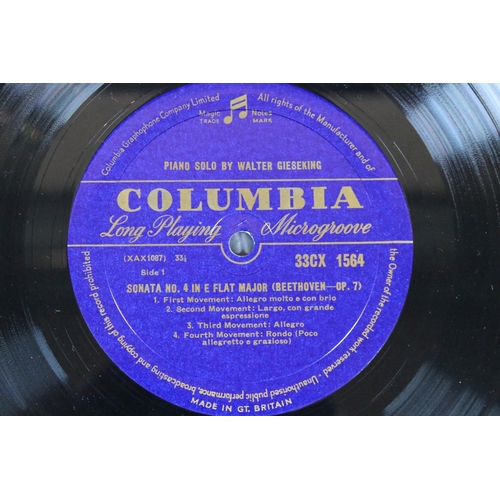 Columbia Graphophone Company Limited
Magic Notes
TRADE MARK
All rights of the Manufacturer and of
the Owner of the recorded work reserved - Unauthorised public performance, broadcasting and copying of this record prohibited
PIANO SOLO BY WALTER GIESEKING
COLUMBIA
Long Playing Microgroove
(XAX1087) 33⅓
33CX 1564
Side 1
SONATA NO. 4 IN E FLAT MAJOR (BEETHOVEN—OP. 7)
1. First Movement: Allegro molto e con brio
2. Second Movement: Largo, con grande
espressione
3. Third Movement: Allegro
4. Fourth Movement: Rondo (Poco
allegretto e grazioso)
MADE IN GT. BRITAIN